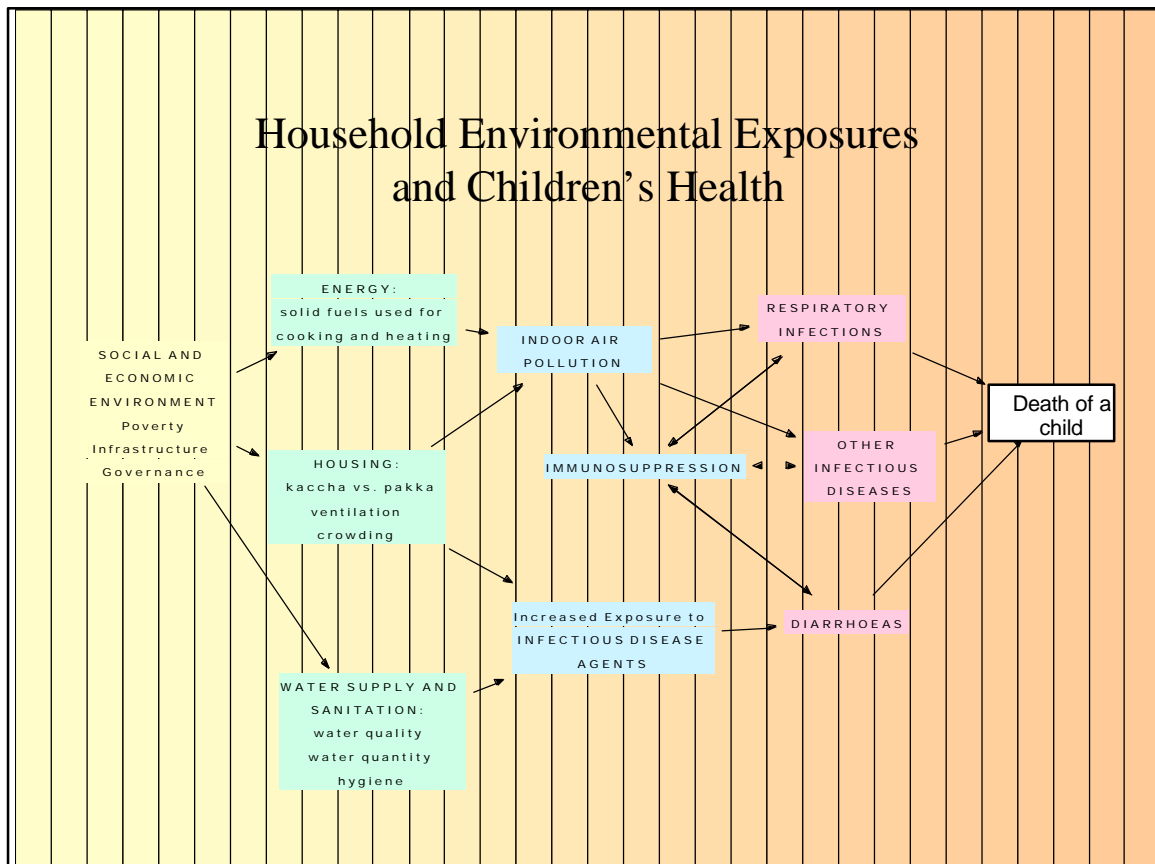 Household Environmental Exposures
and Children's Health
SOCIAL AND
ECONOMIC
ENVIRONMENT
Poverty
Infrastructure
Governance
ENERGY:
solid fuels used for
cooking and heating
HOUSING:
kaccha vs. pakka
ventilation
crowding
WATER SUPPLY AND
SANITATION:
water quality
water quantity
hygiene
INDOOR AIR
POLLUTION
IMMUNOSUPPRESSION
Increased Exposure to
INFECTIOUS DISEASE
AGENTS
RESPIRATORY
INFECTIONS
OTHER
INFECTIOUS
DISEASES
DIARRHOEAS
Death of a
child